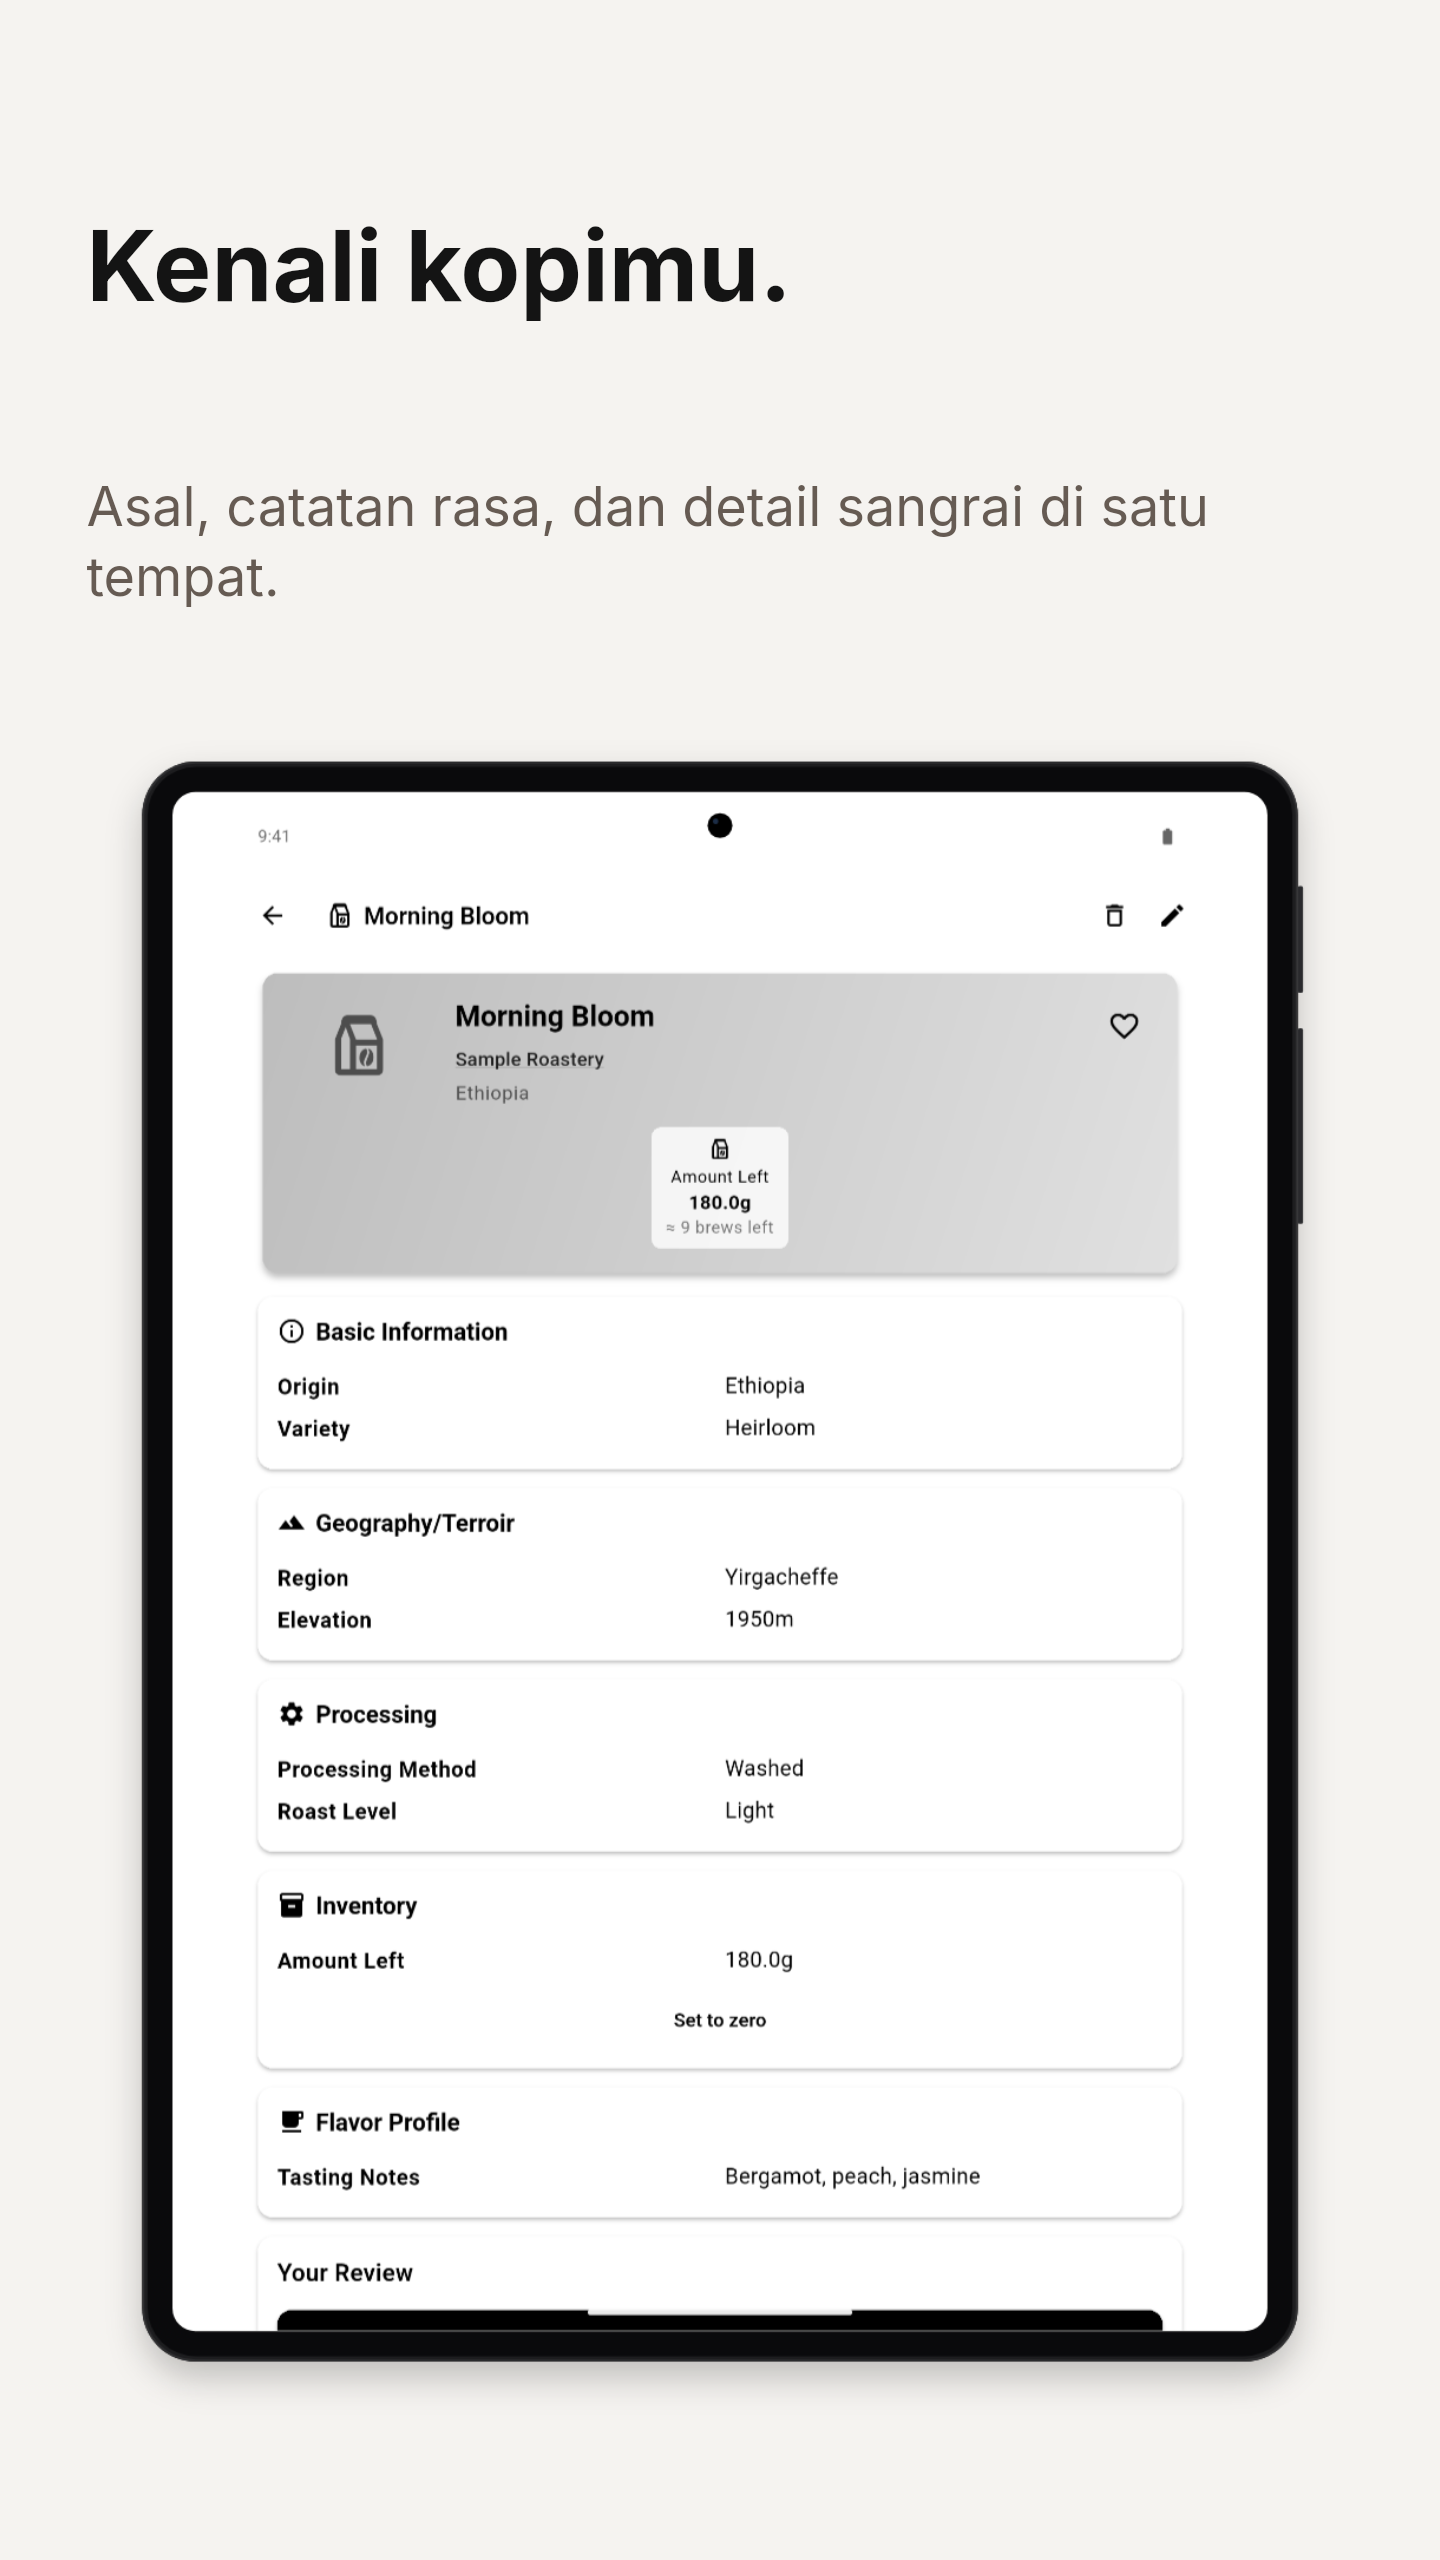 Kenali kopimu.
Asal, catatan rasa, dan detail sangrai di satu
tempat.
9:41
Morning Bloom
Morning Bloom
Sample Roastery
Ethiopia
Amount Left
180.0g
≈ 9 brews left
Basic Information
Origin Ethiopia
Variety Heirloom
Geography/Terroir
Region Yirgacheffe
Elevation 1950m
Processing
Processing Method Washed
Roast Level Light
Inventory
Amount Left 180.0g
Set to zero
Flavor Profile
Tasting Notes Bergamot, peach, jasmine
Your Review